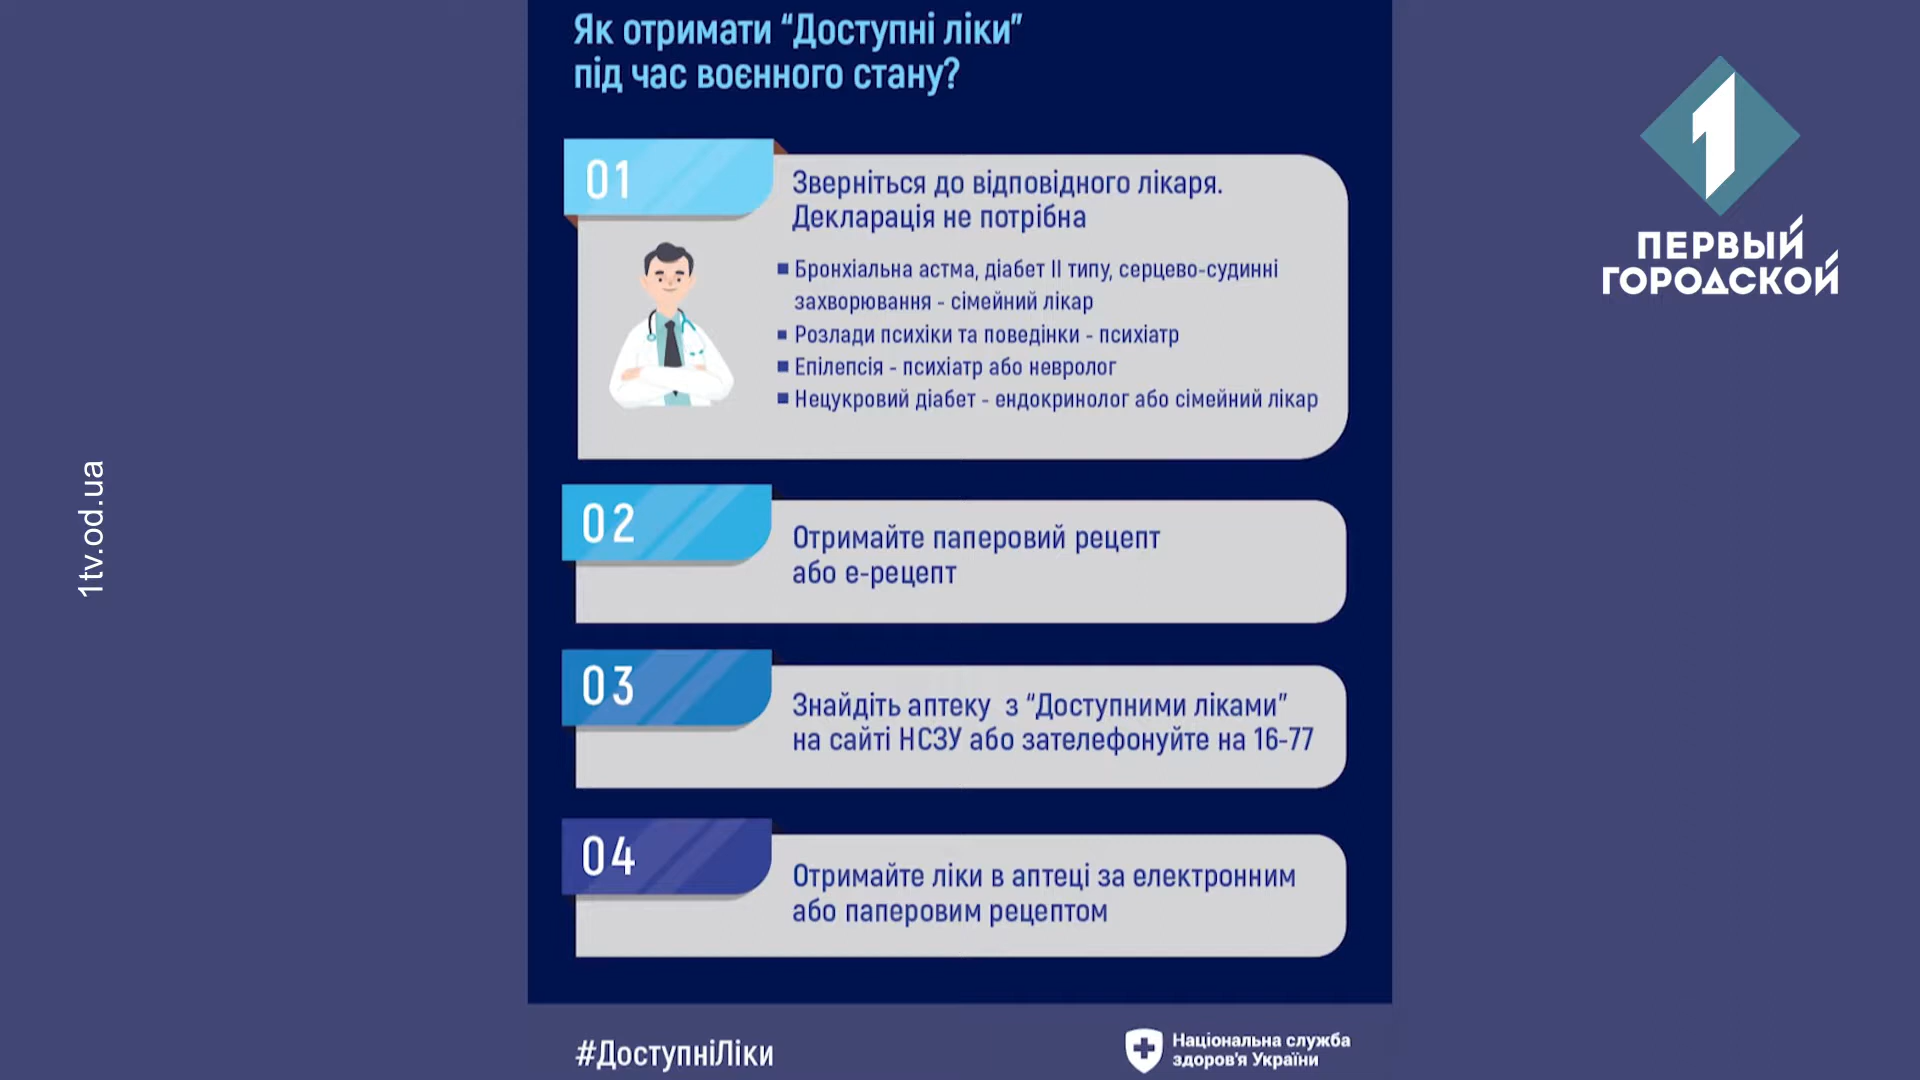 Як отримати “Доступні ліки”
під час воєнного стану?
01
Зверніться до відповідного лікаря.
Декларація не потрібна
Бронхіальна астма, діабет II типу, серцево-судинні
захворювання - сімейний лікар
Розлади психіки та поведінки - психіатр
Епілепсія - психіатр або невролог
Нецукровий діабет - ендокринолог або сімейний лікар
02
Отримайте паперовий рецепт
або е-рецепт
03
Знайдіть аптеку з “Доступними ліками”
на сайті НСЗУ або зателефонуйте на 16-77
04
Отримайте ліки в аптеці за електронним
або паперовим рецептом
#ДоступніЛіки
Національна служба
здоров'я України
1
ПЕРВЫЙ
ГОРОДСКОЙ
1tv.od.ua